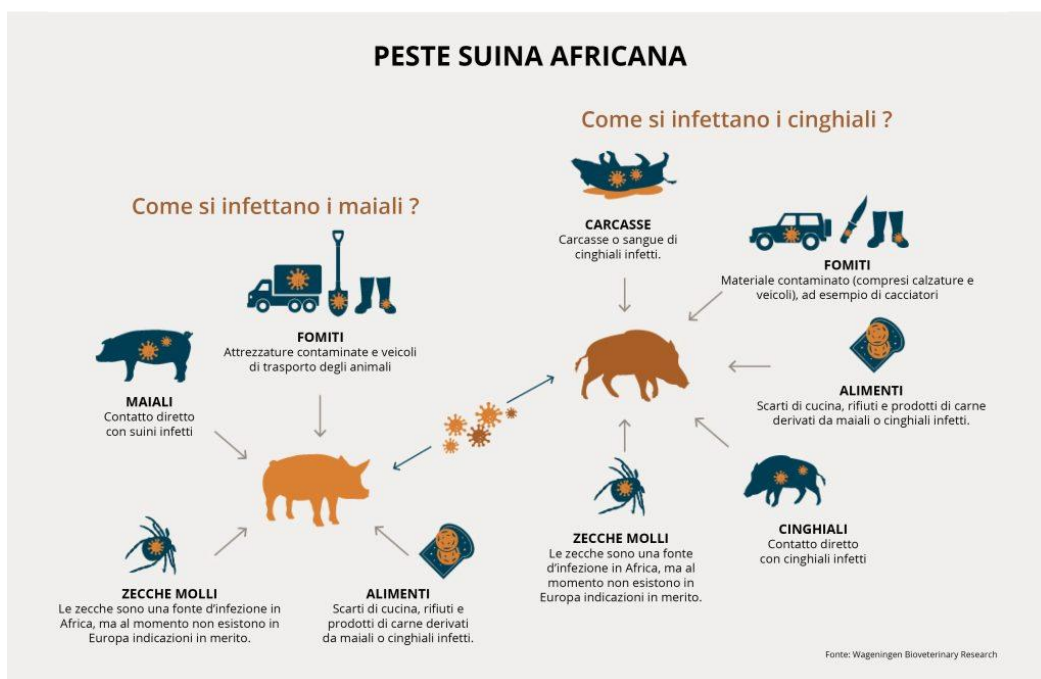 PESTE SUINA AFRICANA
Come si infettano i maiali ?
FOMITI
Attrezzature contaminate e veicoli
di trasporto degli animali
MAIALI
Contatto diretto
con suini infetti
ZECCHE MOLLI
Le zecche sono una fonte d'infezione in
Africa, ma al momento non esistono in
Europa indicazioni in merito.
ALIMENTI
Scarti di cucina, rifiuti e
prodotti di carne derivati
da maiali o cinghiali infetti.
Come si infettano i cinghiali ?
CARCASSE
Carcasse o sangue di
cinghiali infetti.
FOMITI
Materiale contaminato (compresi calzature e
veicoli), ad esempio di cacciatori
ALIMENTI
Scarti di cucina, rifiuti e prodotti di carne
derivati da maiali o cinghiali infetti.
ZECCHE MOLLI
Le zecche sono una fonte
d'infezione in Africa, ma al
momento non esistono in
Europa indicazioni in merito.
CINGHIALI
Contatto diretto
con cinghiali infetti
Fonte: Wageningen Bioveterinary Research